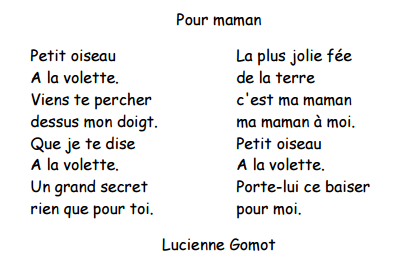 Pour maman
Petit oiseau
A la volette.
Viens te percher
dessus mon doigt.
Que je te dise
A la volette.
Un grand secret
rien que pour toi.
La plus jolie fée
de la terre
c'est ma maman
ma maman à moi.
Petit oiseau
A la volette.
Porte-lui ce baiser
pour moi.
Lucienne Gomot